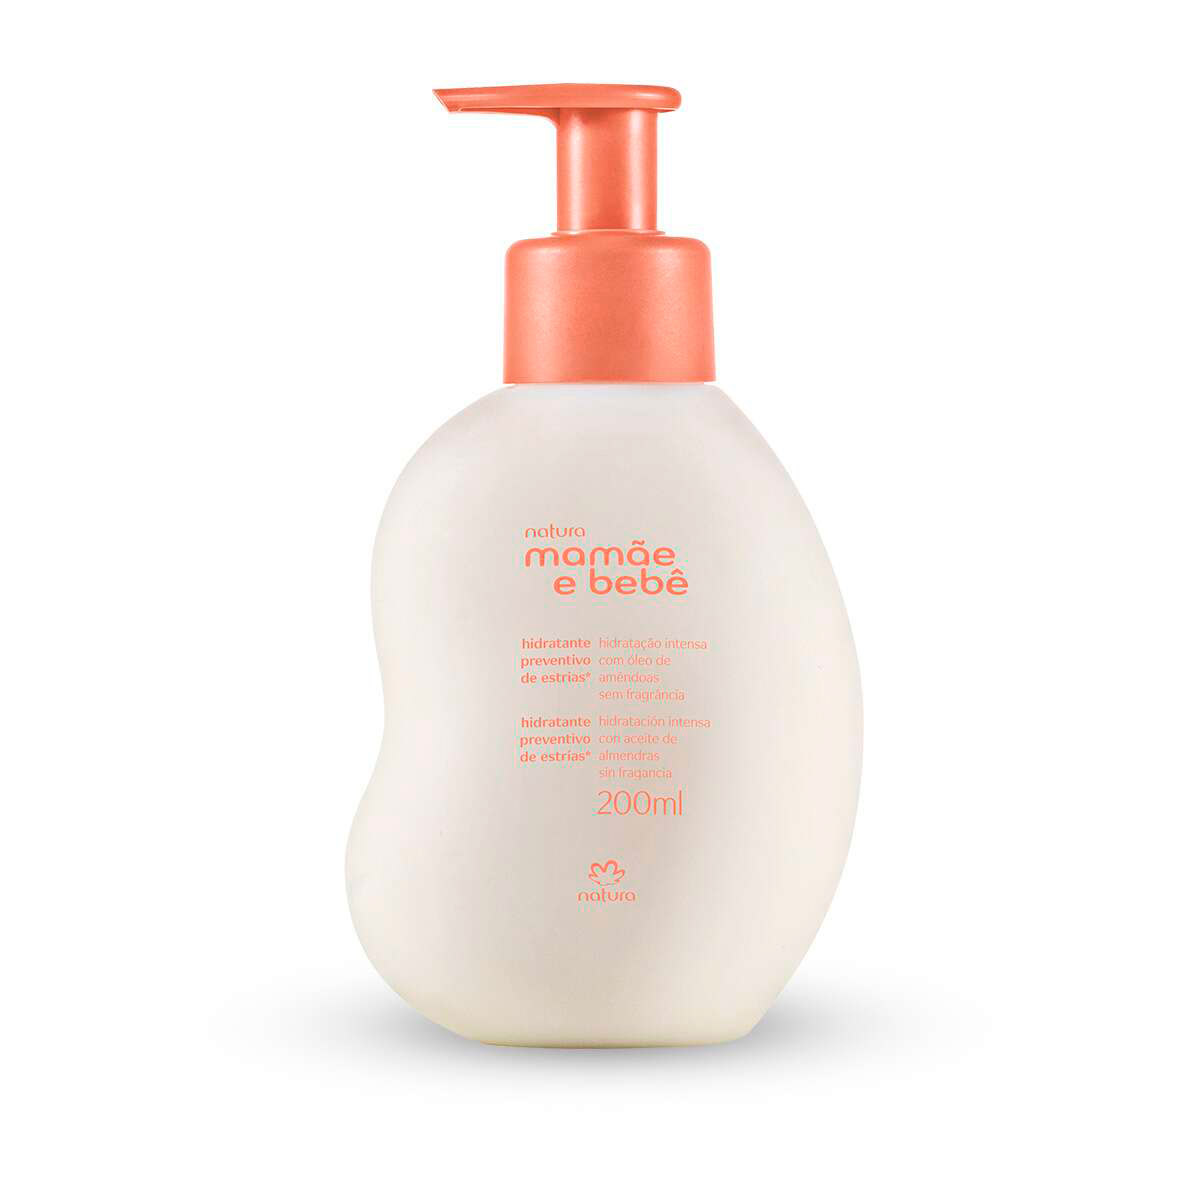 natura
mamãe
e bebê
hidratante hidratação intensa
preventivo com óleo de
de estrias* amêndoas
sem fragrância
hidratante hidratación intensa
preventivo con aceite de
de estrías* almendras
sin fragancia
200ml
natura